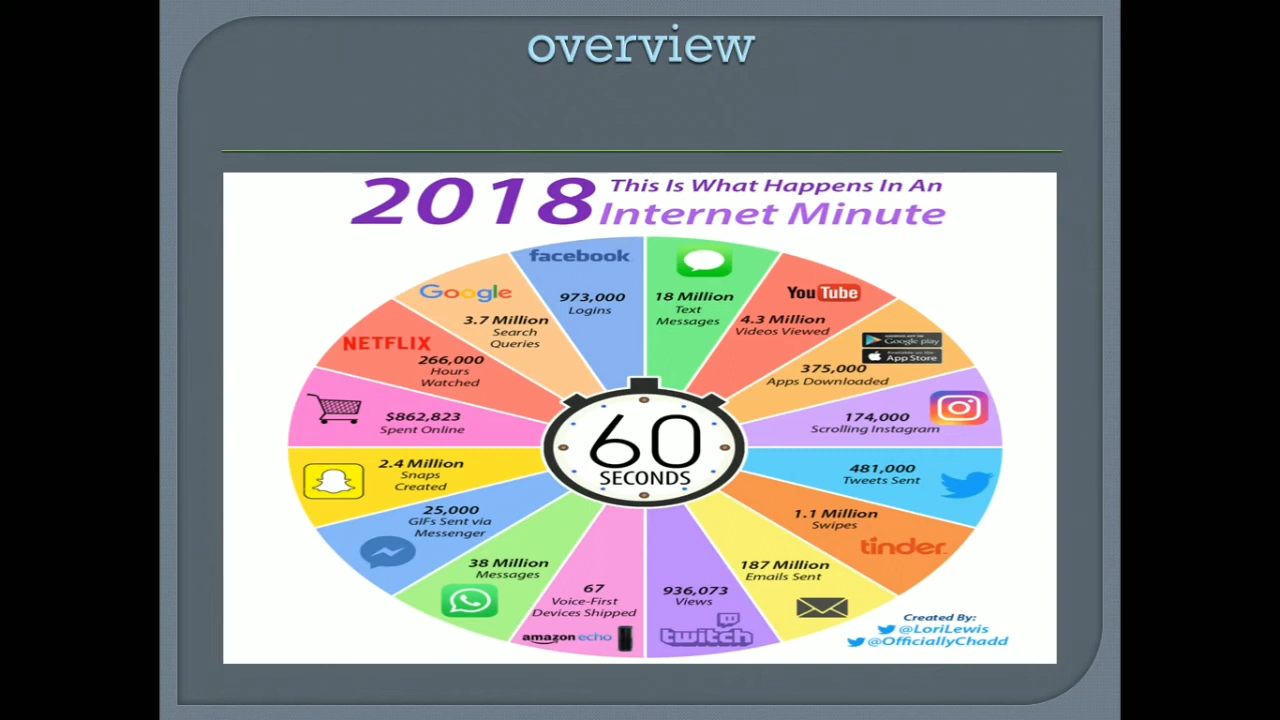 overview
2018 This Is What Happens In An
Internet Minute
facebook
973,000
Logins
18 Million
Text
Messages
YouTube
4.3 Million
Videos Viewed
Google play
App Store
375,000
Apps Downloaded
174,000
Scrolling Instagram
481,000
Tweets Sent
1.1 Million
Swipes
tinder
187 Million
Emails Sent
936,073
Views
twitch
67
Voice-First
Devices Shipped
amazon echo
38 Million
Messages
25,000
GIFs Sent via
Messenger
2.4 Million
Snaps
Created
$862,823
Spent Online
NETFLIX
266,000
Hours
Watched
Google
3.7 Million
Search
Queries
60
SECONDS
Created By:
@LoriLewis
@OfficiallyChadd